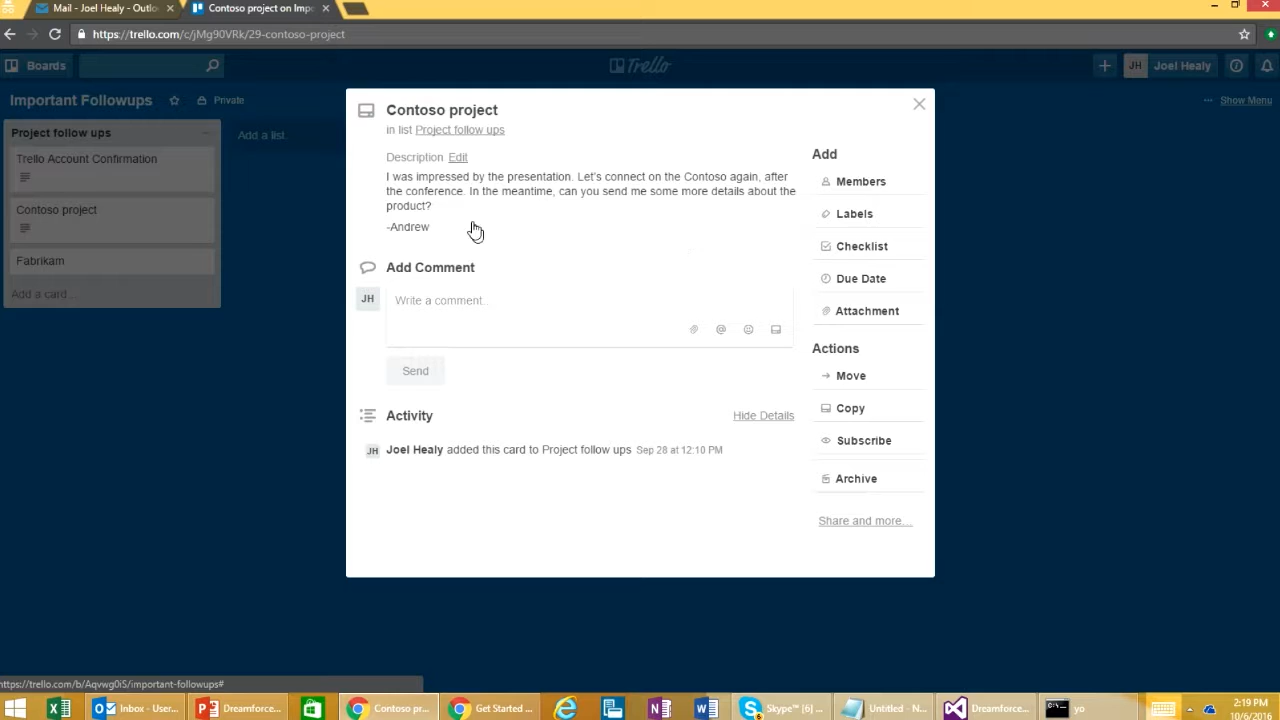 Mail - Joel Healy - Outlo
Contoso project on Imp
https://trello.com/c/jMg90VRk/29-contoso-project
Boards
Trello
JH
Joel Healy
Important Followups
Private
Show Menu
Project follow ups
Add a list.
Trello Account Confirmation
Contoso project
Fabrikam
Add a card...
Contoso project
in list Project follow ups
Description Edit
I was impressed by the presentation. Let's connect on the Contoso again, after
the conference. In the meantime, can you send me some more details about the
product?
-Andrew
Add Comment
JH
Write a comment...
Send
Activity
Hide Details
JH
Joel Healy added this card to Project follow ups Sep 28 at 12:10 PM
Add
Members
Labels
Checklist
Due Date
Attachment
Actions
Move
Copy
Subscribe
Archive
Share and more...
https://trello.com/b/Aqvwg0iS/important-followups#
Inbox - User...
Dreamforce...
Contoso pr...
Get Started ...
Skype™ [6] ...
Untitled - N...
Dreamforce...
yo
2:19 PM
10/6/2016